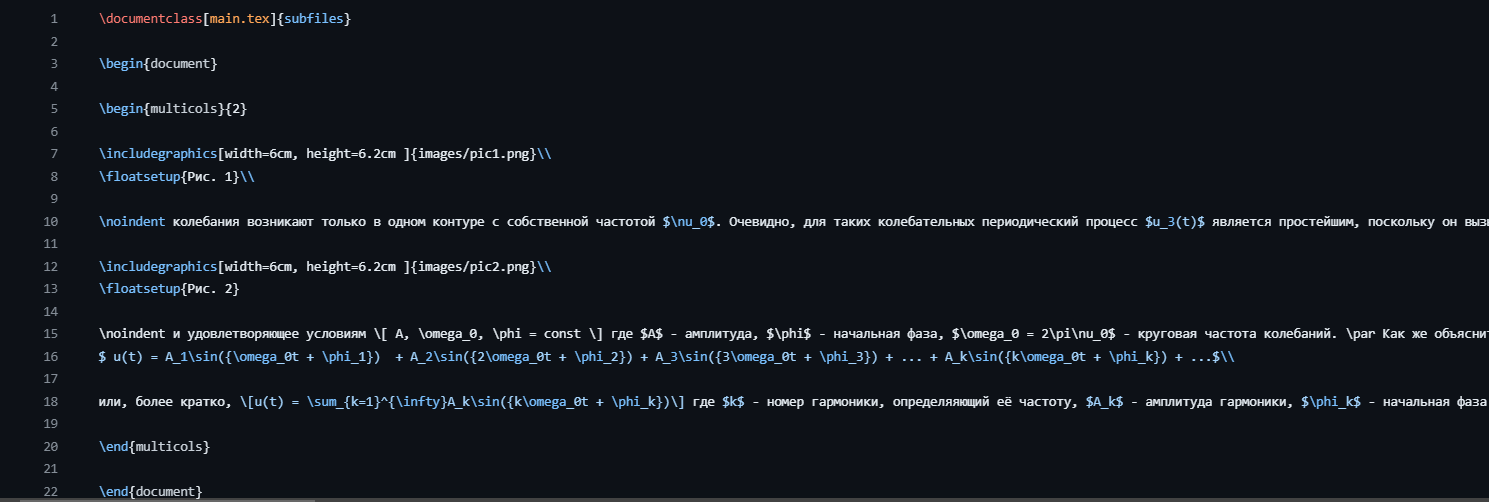 1 \documentclass[main.tex]{subfiles}
2
3 \begin{document}
4
5 \begin{multicols}{2}
6
7 \includegraphics[width=6cm, height=6.2cm ]{images/pic1.png}\\
8 \floatsetup{Рис. 1}\\
9
10 \noindent колебания возникают только в одном контуре с собственной частотой $\nu_0$. Очевидно, для таких колебательных периодический процесс $u_3(t)$ является простейшим, поскольку он
11
12 \includegraphics[width=6cm, height=6.2cm ]{images/pic2.png}\\
13 \floatsetup{Рис. 2}
14
15 \noindent и удовлетворяющее условиям \[ A, \omega_0, \phi = const \] где $A$ - амплитуда, $\phi$ - начальная фаза, $\omega_0 = 2\pi\nu_0$ - круговая частота колебаний. \par Как же
16 $ u(t) = A_1\sin({\omega_0t + \phi_1})  + A_2\sin({2\omega_0t + \phi_2}) + A_3\sin({3\omega_0t + \phi_3}) + ... + A_k\sin({k\omega_0t + \phi_k}) + ...$\\
17
18 или, более кратко, \[u(t) = \sum_{k=1}^{\infty}A_k\sin({k\omega_0t + \phi_k})\] где $k$ - номер гармоники, определяяющий её частоту, $A_k$ - амплитуда гармоники, $\phi_k$ - начальная фаза
19
20 \end{multicols}
21
22 \end{document}